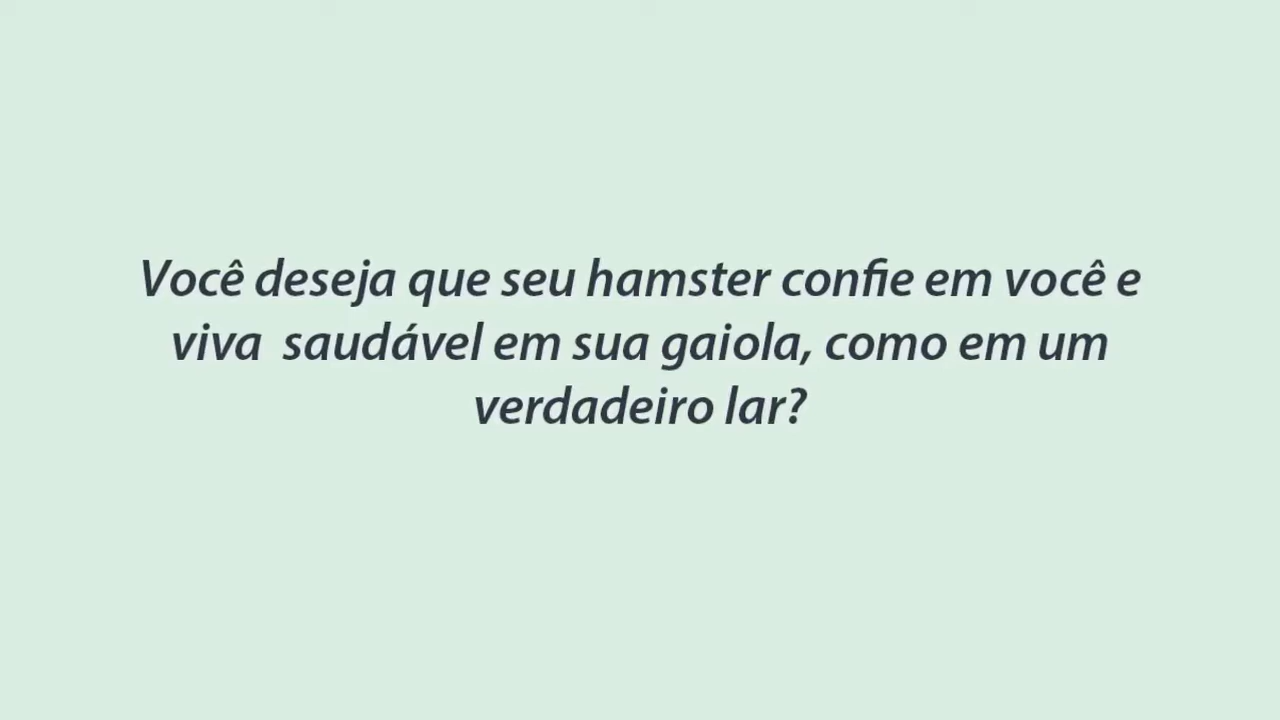 Você deseja que seu hamster confie em você e
viva  saudável em sua gaiola, como em um
verdadeiro lar?